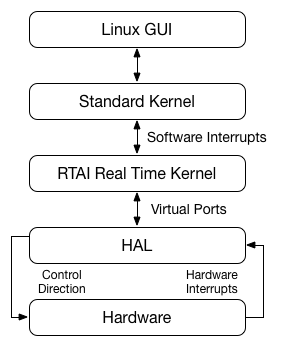 Linux GUI
Standard Kernel
Software Interrupts
RTAI Real Time Kernel
Virtual Ports
HAL
Control
Direction
Hardware
Interrupts
Hardware